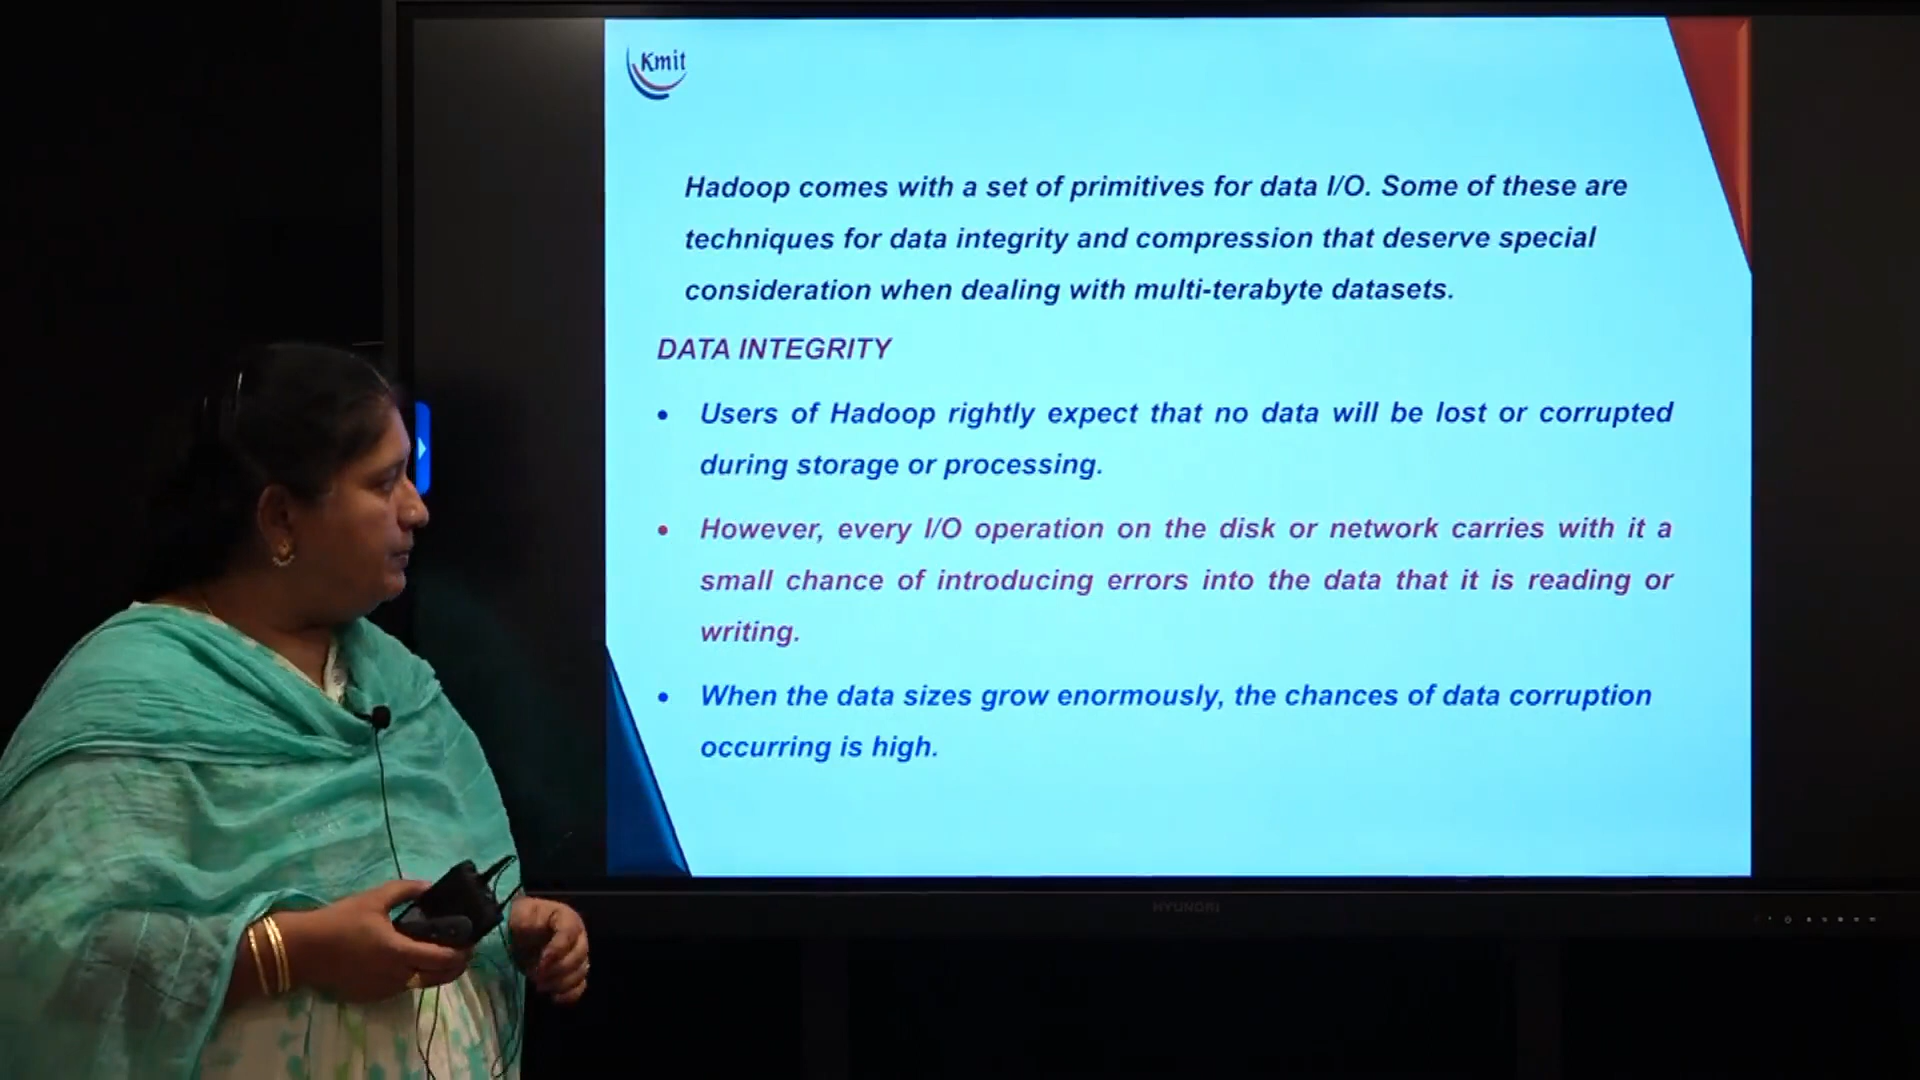 Kmit
Hadoop comes with a set of primitives for data I/O. Some of these are
techniques for data integrity and compression that deserve special
consideration when dealing with multi-terabyte datasets.
DATA INTEGRITY
• Users of Hadoop rightly expect that no data will be lost or corrupted
during storage or processing.
• However, every I/O operation on the disk or network carries with it a
small chance of introducing errors into the data that it is reading or
writing.
• When the data sizes grow enormously, the chances of data corruption
occurring is high.
HYUNDAI